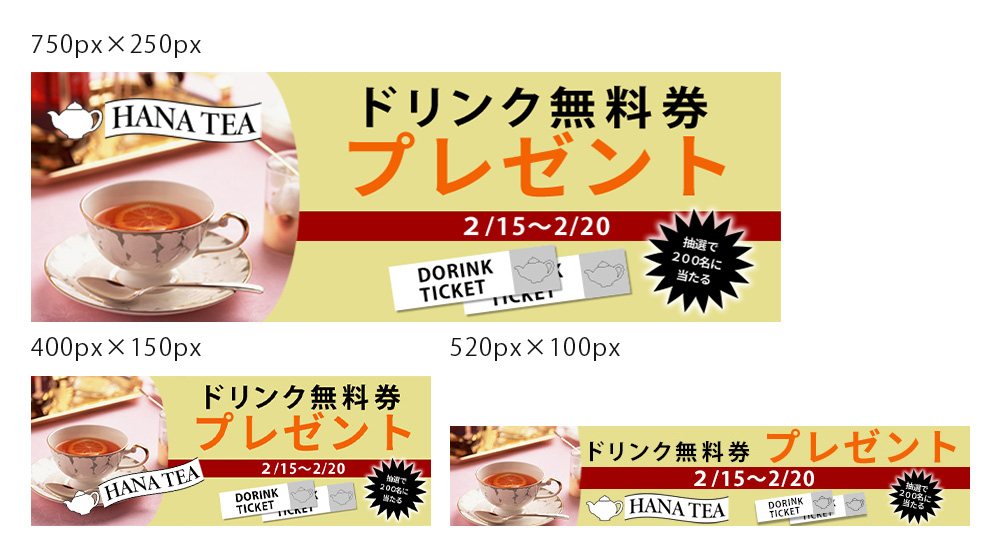 750px×250px
HANA TEA
ドリンク無料券
プレゼント
2/15～2/20
抽選で
200名に
当たる
DORINK
TICKET
K
TICKET
400px×150px
ドリンク無料券
プレゼント
2/15～2/20
HANA TEA
DORINK
TICKET
TICKET
抽選で
200名に
当たる
520px×100px
ドリンク無料券 プレゼント
2/15～2/20
HANA TEA
DORINK
TICKET
TICKET
抽選で
200名に
当たる